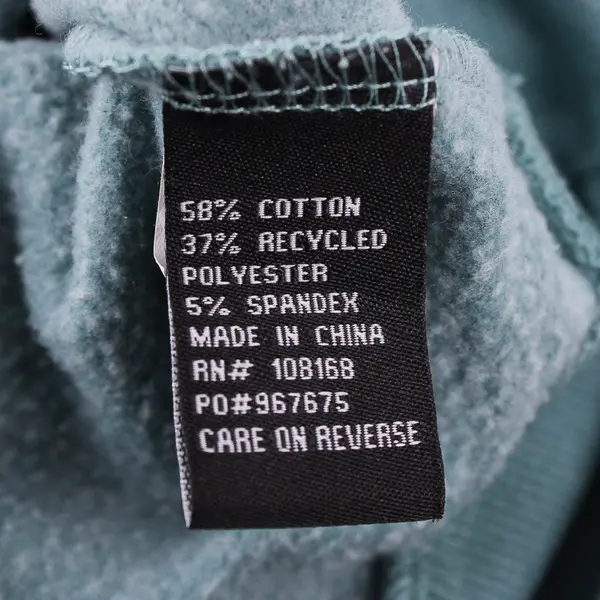 58% COTTON
37% RECYCLED
POLYESTER
5% SPANDEX
MADE IN CHINA
RN# 108168
PO#967675
CARE ON REVERSE